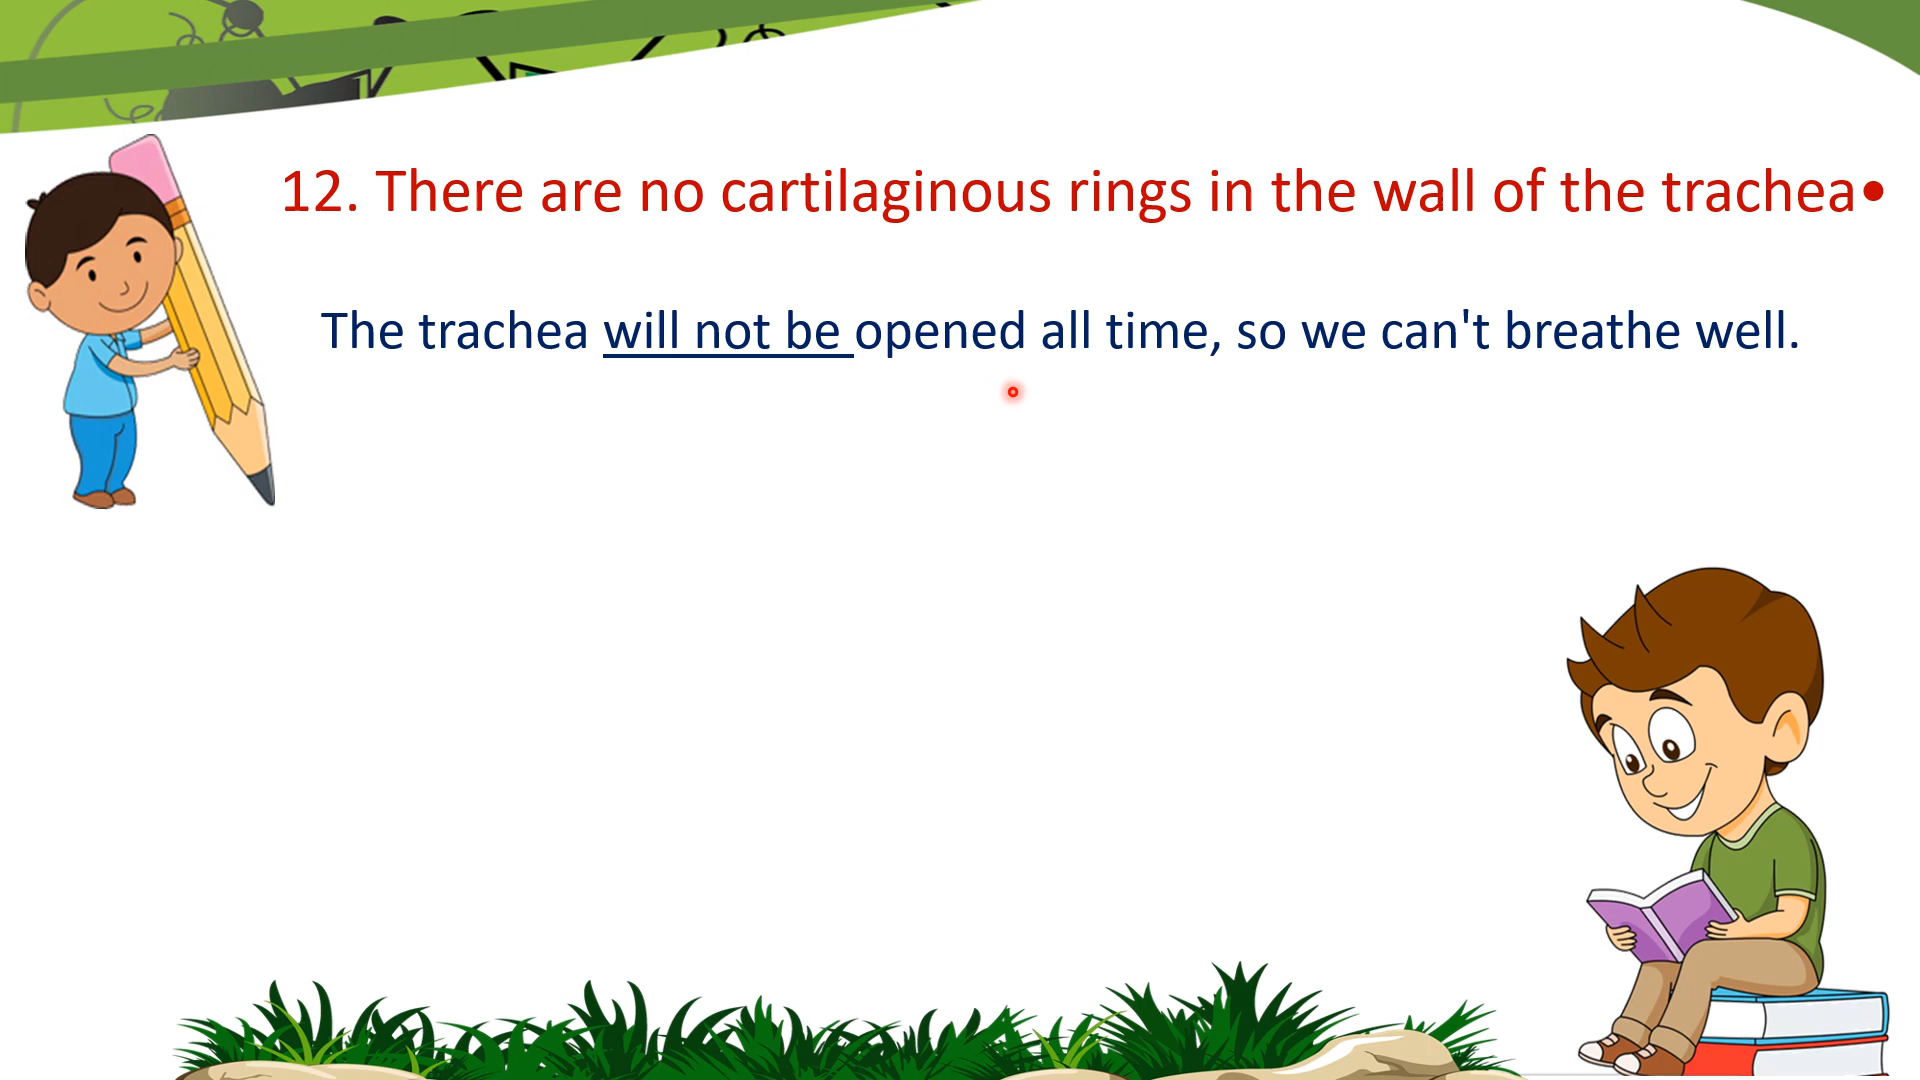 12. There are no cartilaginous rings in the wall of the trachea•
The trachea will not be opened all time, so we can't breathe well.